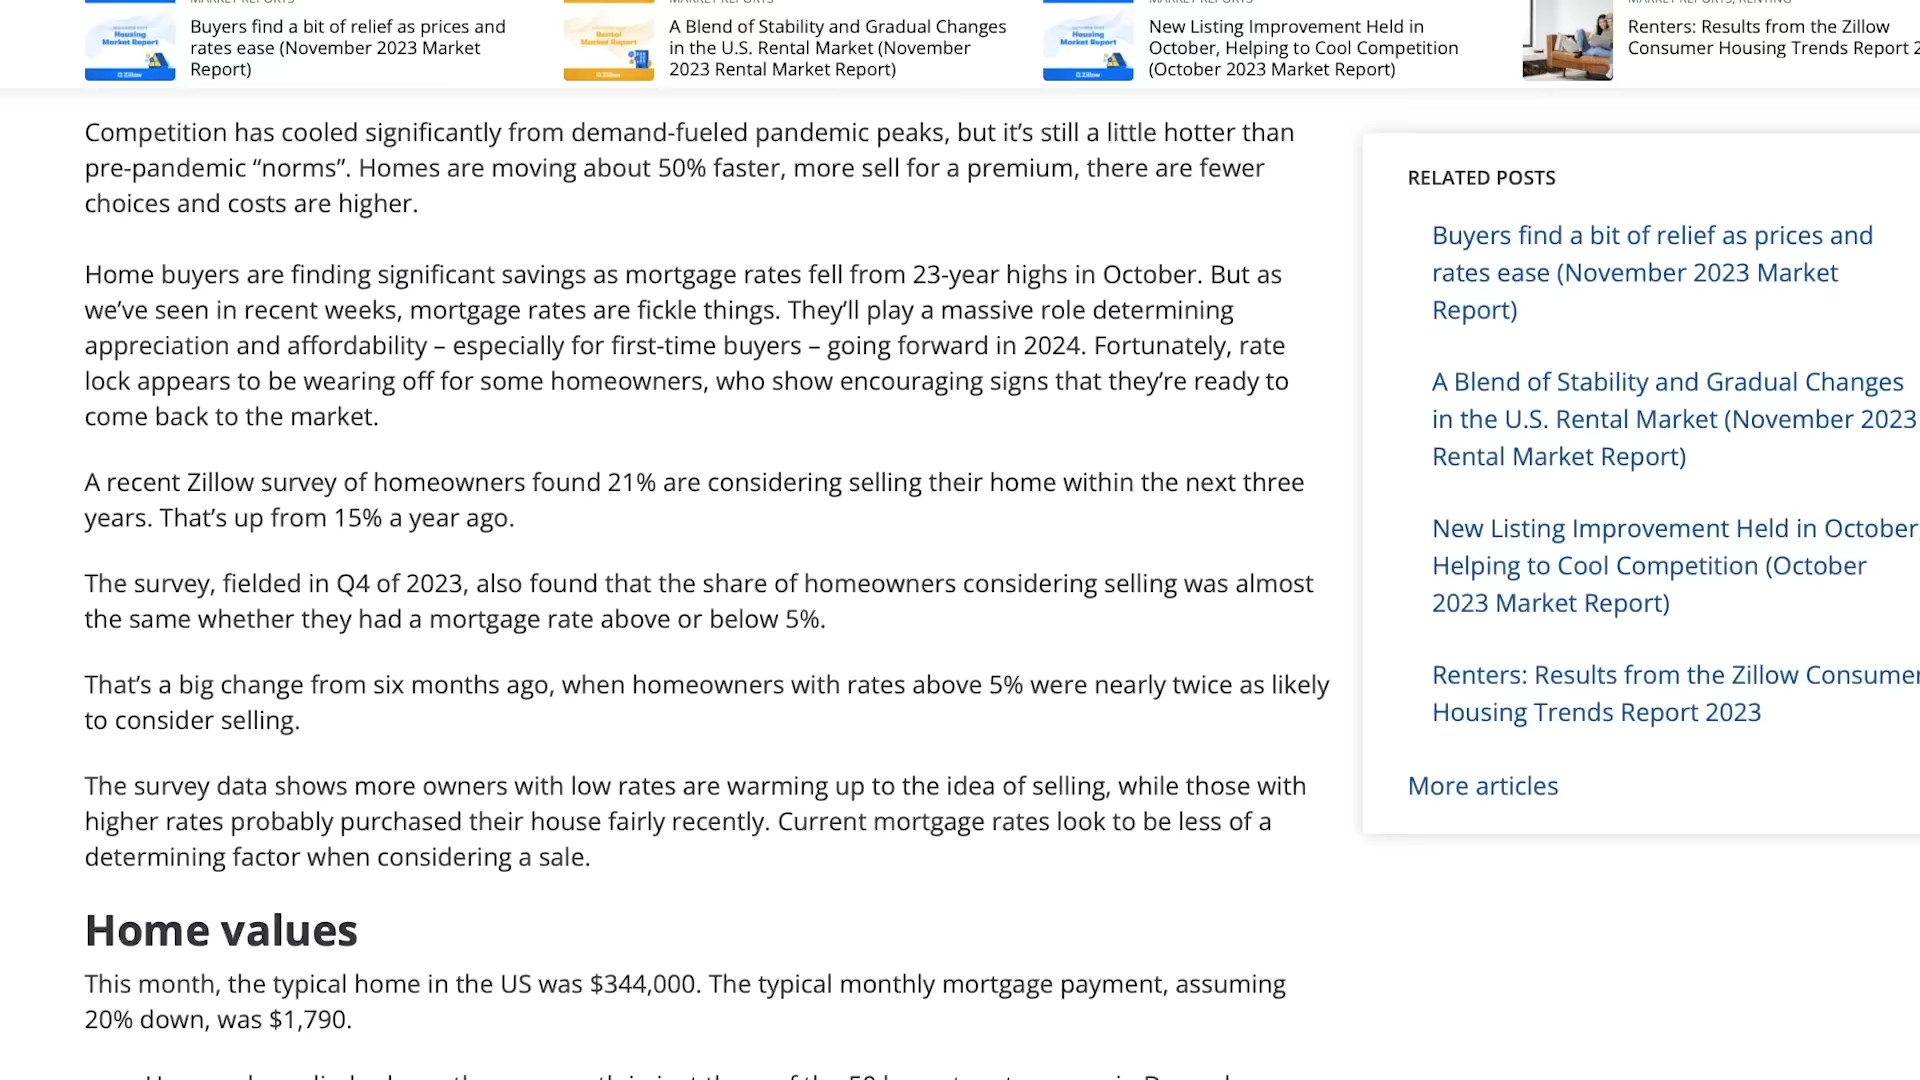 Buyers find a bit of relief as prices and
rates ease (November 2023 Market
Report)
A Blend of Stability and Gradual Changes
in the U.S. Rental Market (November
2023 Rental Market Report)
New Listing Improvement Held in
October, Helping to Cool Competition
(October 2023 Market Report)
Renters: Results from the Zillow
Consumer Housing Trends Report 2
Housing
Market Report
Zillow
Rental
Market Report
Zillow
Housing
Market Report
Zillow
Competition has cooled significantly from demand-fueled pandemic peaks, but it’s still a little hotter than
pre-pandemic “norms”. Homes are moving about 50% faster, more sell for a premium, there are fewer
choices and costs are higher.
Home buyers are finding significant savings as mortgage rates fell from 23-year highs in October. But as
we’ve seen in recent weeks, mortgage rates are fickle things. They’ll play a massive role determining
appreciation and affordability – especially for first-time buyers – going forward in 2024. Fortunately, rate
lock appears to be wearing off for some homeowners, who show encouraging signs that they’re ready to
come back to the market.
A recent Zillow survey of homeowners found 21% are considering selling their home within the next three
years. That’s up from 15% a year ago.
The survey, fielded in Q4 of 2023, also found that the share of homeowners considering selling was almost
the same whether they had a mortgage rate above or below 5%.
That’s a big change from six months ago, when homeowners with rates above 5% were nearly twice as likely
to consider selling.
The survey data shows more owners with low rates are warming up to the idea of selling, while those with
higher rates probably purchased their house fairly recently. Current mortgage rates look to be less of a
determining factor when considering a sale.
Home values
This month, the typical home in the US was $344,000. The typical monthly mortgage payment, assuming
20% down, was $1,790.
RELATED POSTS
Buyers find a bit of relief as prices and
rates ease (November 2023 Market
Report)
A Blend of Stability and Gradual Changes
in the U.S. Rental Market (November 2023
Rental Market Report)
New Listing Improvement Held in October,
Helping to Cool Competition (October
2023 Market Report)
Renters: Results from the Zillow Consumer
Housing Trends Report 2023
More articles